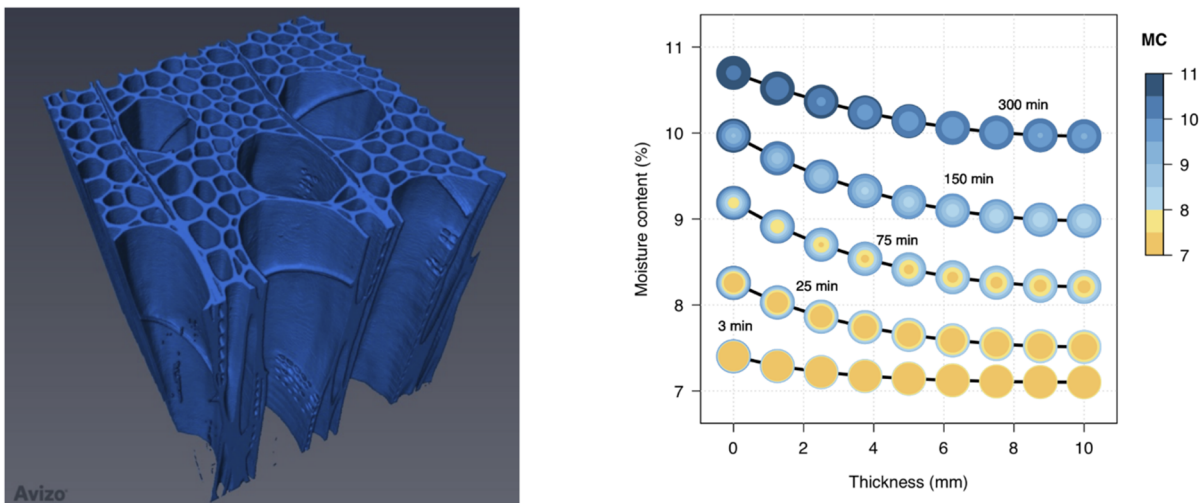 Avizo
Moisture content (%)
11
10
9
8
7
300 min
150 min
75 min
25 min
3 min
0
2
4
6
8
10
Thickness (mm)
MC
11
10
9
8
7